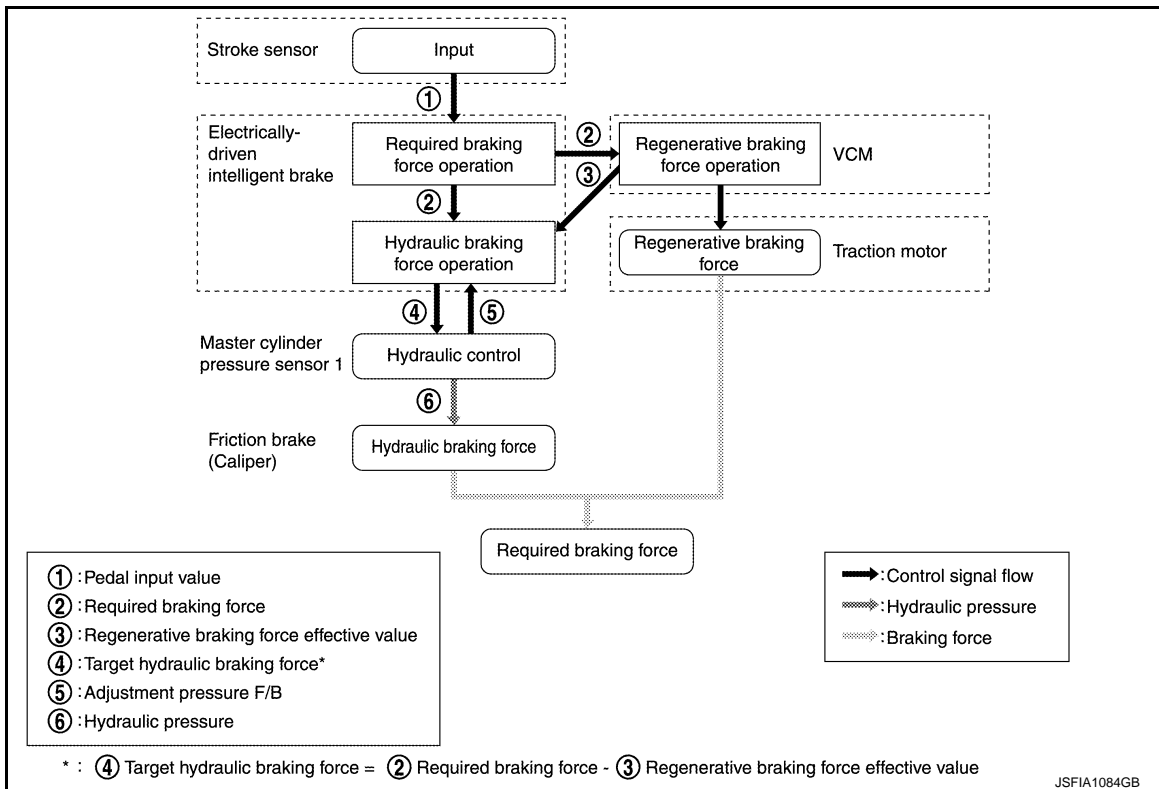 Stroke sensor
Input
①
Electrically-
driven
intelligent brake
Required braking
force operation
②
③
Regenerative braking
force operation
VCM
②
Hydraulic braking
force operation
Regenerative braking
force
Traction motor
④
⑤
Master cylinder
pressure sensor 1
Hydraulic control
⑥
Friction brake
(Caliper)
Hydraulic braking force
Required braking force
① :Pedal input value
② :Required braking force
③ :Regenerative braking force effective value
④ :Target hydraulic braking force*
⑤ :Adjustment pressure F/B
⑥ :Hydraulic pressure
:Control signal flow
:Hydraulic pressure
:Braking force
* : ④ Target hydraulic braking force = ② Required braking force - ③ Regenerative braking force effective value
JSFIA1084GB